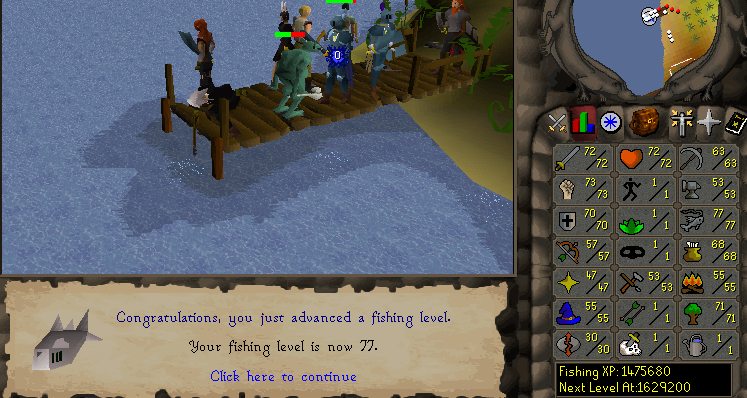 0
72/72 72/72 63/63
73/73 1/1 53/53
70/70 1/1 77/77
57/57 1/1 68/68
47/47 53/53 55/55
55/55 1/1 71/71
30/30 1/1 1/1
Congratulations, you just advanced a fishing level.
Your fishing level is now 77.
Click here to continue
Fishing XP: 1475680
Next Level At: 1629200